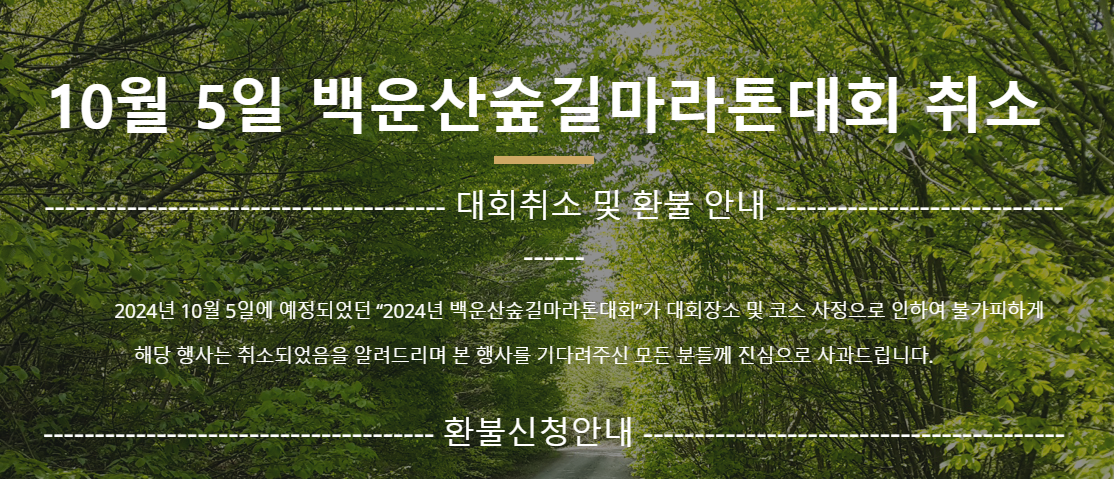 10월 5일 백운산숲길마라톤대회 취소
--------------------------------------- 대회취소 및 환불 안내 ----------------------------
------
2024년 10월 5일에 예정되었던 “2024년 백운산숲길마라톤대회”가 대회장소 및 코스 사정으로 인하여 불가피하게
해당 행사는 취소되었음을 알려드리며 본 행사를 기다려주신 모든 분들께 진심으로 사과드립니다.
-------------------------------------- 환불신청안내 -----------------------------------------